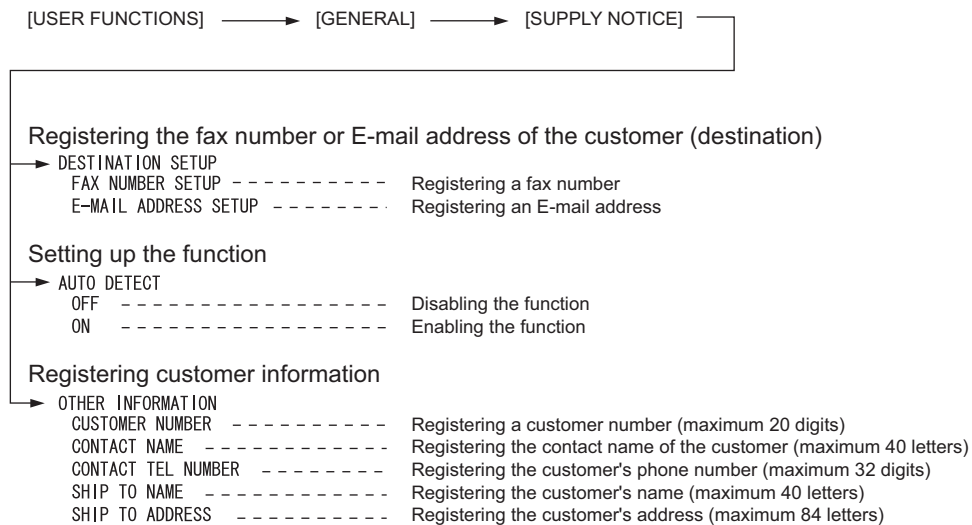 [USER FUNCTIONS] [GENERAL] [SUPPLY NOTICE]
Registering the fax number or E-mail address of the customer (destination)
DESTINATION SETUP
FAX NUMBER SETUP Registering a fax number
E-MAIL ADDRESS SETUP Registering an E-mail address
Setting up the function
AUTO DETECT
OFF Disabling the function
ON Enabling the function
Registering customer information
OTHER INFORMATION
CUSTOMER NUMBER Registering a customer number (maximum 20 digits)
CONTACT NAME Registering the contact name of the customer (maximum 40 letters)
CONTACT TEL NUMBER Registering the customer's phone number (maximum 32 digits)
SHIP TO NAME Registering the customer's name (maximum 40 letters)
SHIP TO ADDRESS Registering the customer's address (maximum 84 letters)